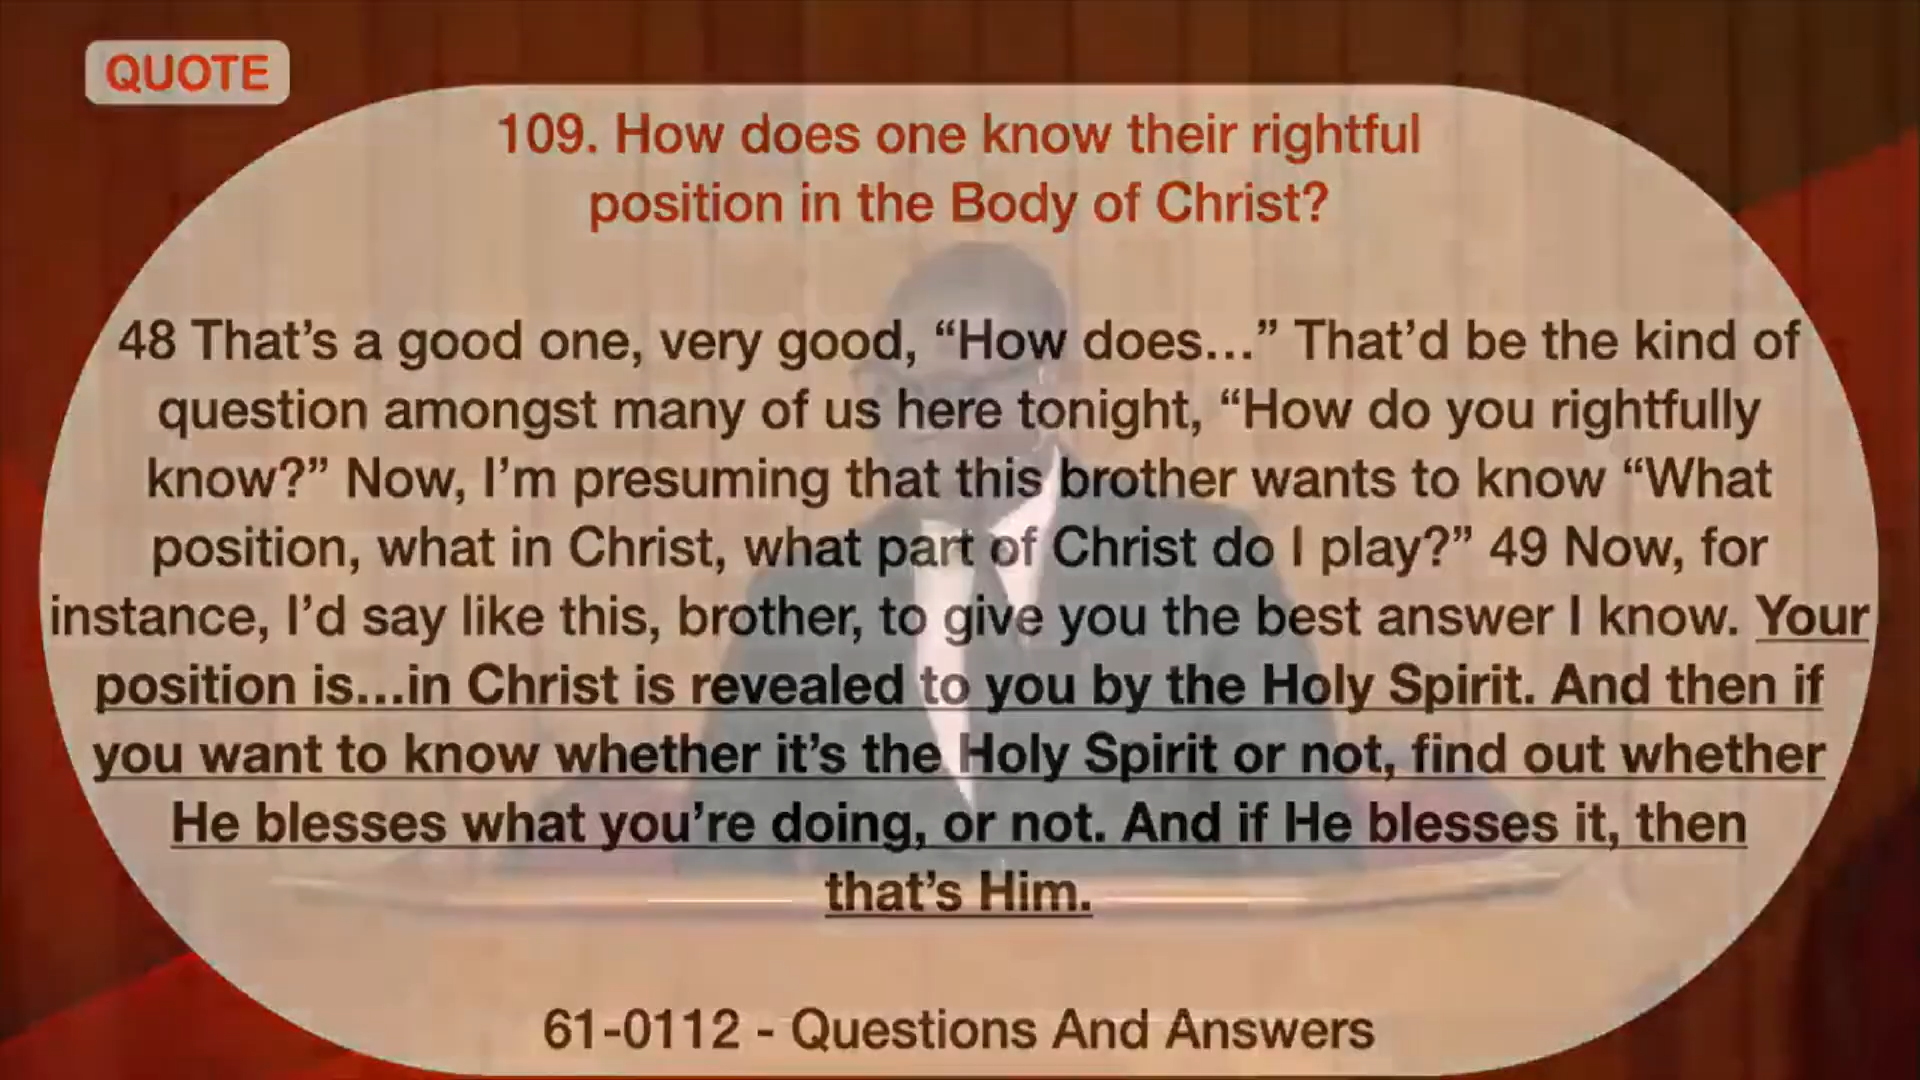 QUOTE
109. How does one know their rightful
position in the Body of Christ?
48 That’s a good one, very good, “How does...” That’d be the kind of
question amongst many of us here tonight, “How do you rightfully
know?” Now, I’m presuming that this brother wants to know “What
position, what in Christ, what part of Christ do I play?” 49 Now, for
instance, I’d say like this, brother, to give you the best answer I know. Your
position is...in Christ is revealed to you by the Holy Spirit. And then if
you want to know whether it’s the Holy Spirit or not, find out whether
He blesses what you’re doing, or not. And if He blesses it, then
that’s Him.
61-0112 - Questions And Answers